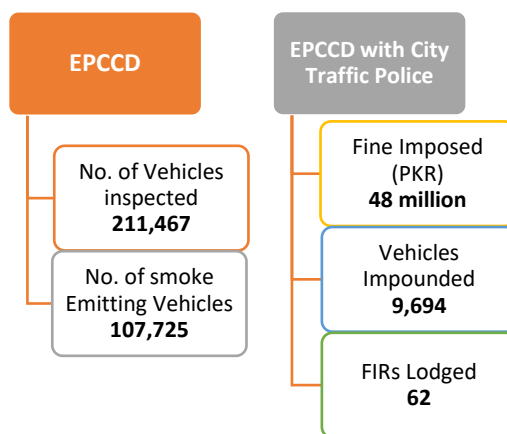 EPCCD
No. of Vehicles
inspected
211,467
No. of smoke
Emitting Vehicles
107,725
EPCCD with City
Traffic Police
Fine Imposed
(PKR)
48 million
Vehicles
Impounded
9,694
FIRs Lodged
62